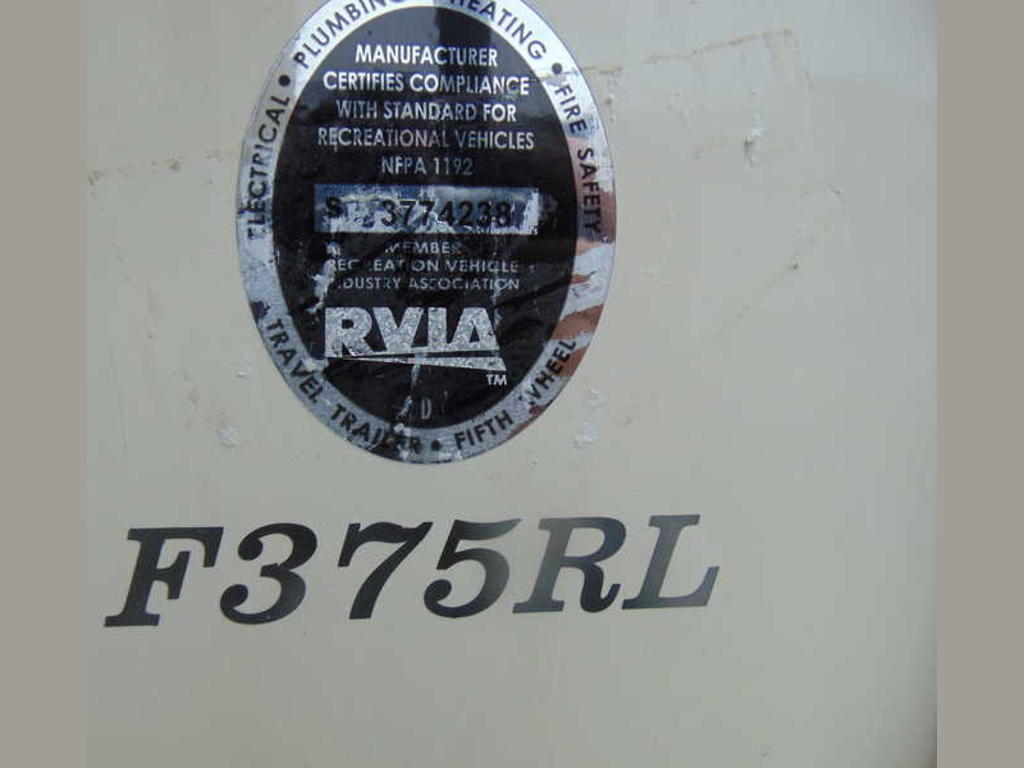 ELECTRICAL • PLUMBING • HEATING • FIRE SAFETY
MANUFACTURER
CERTIFIES COMPLIANCE
WITH STANDARD FOR
RECREATIONAL VEHICLES
NFPA 1192
3774238
MEMBER
RECREATION VEHICLE
INDUSTRY ASSOCIATION
RVIA
TM
D
TRAVEL TRAILER • FIFTH WHEEL
F375RL